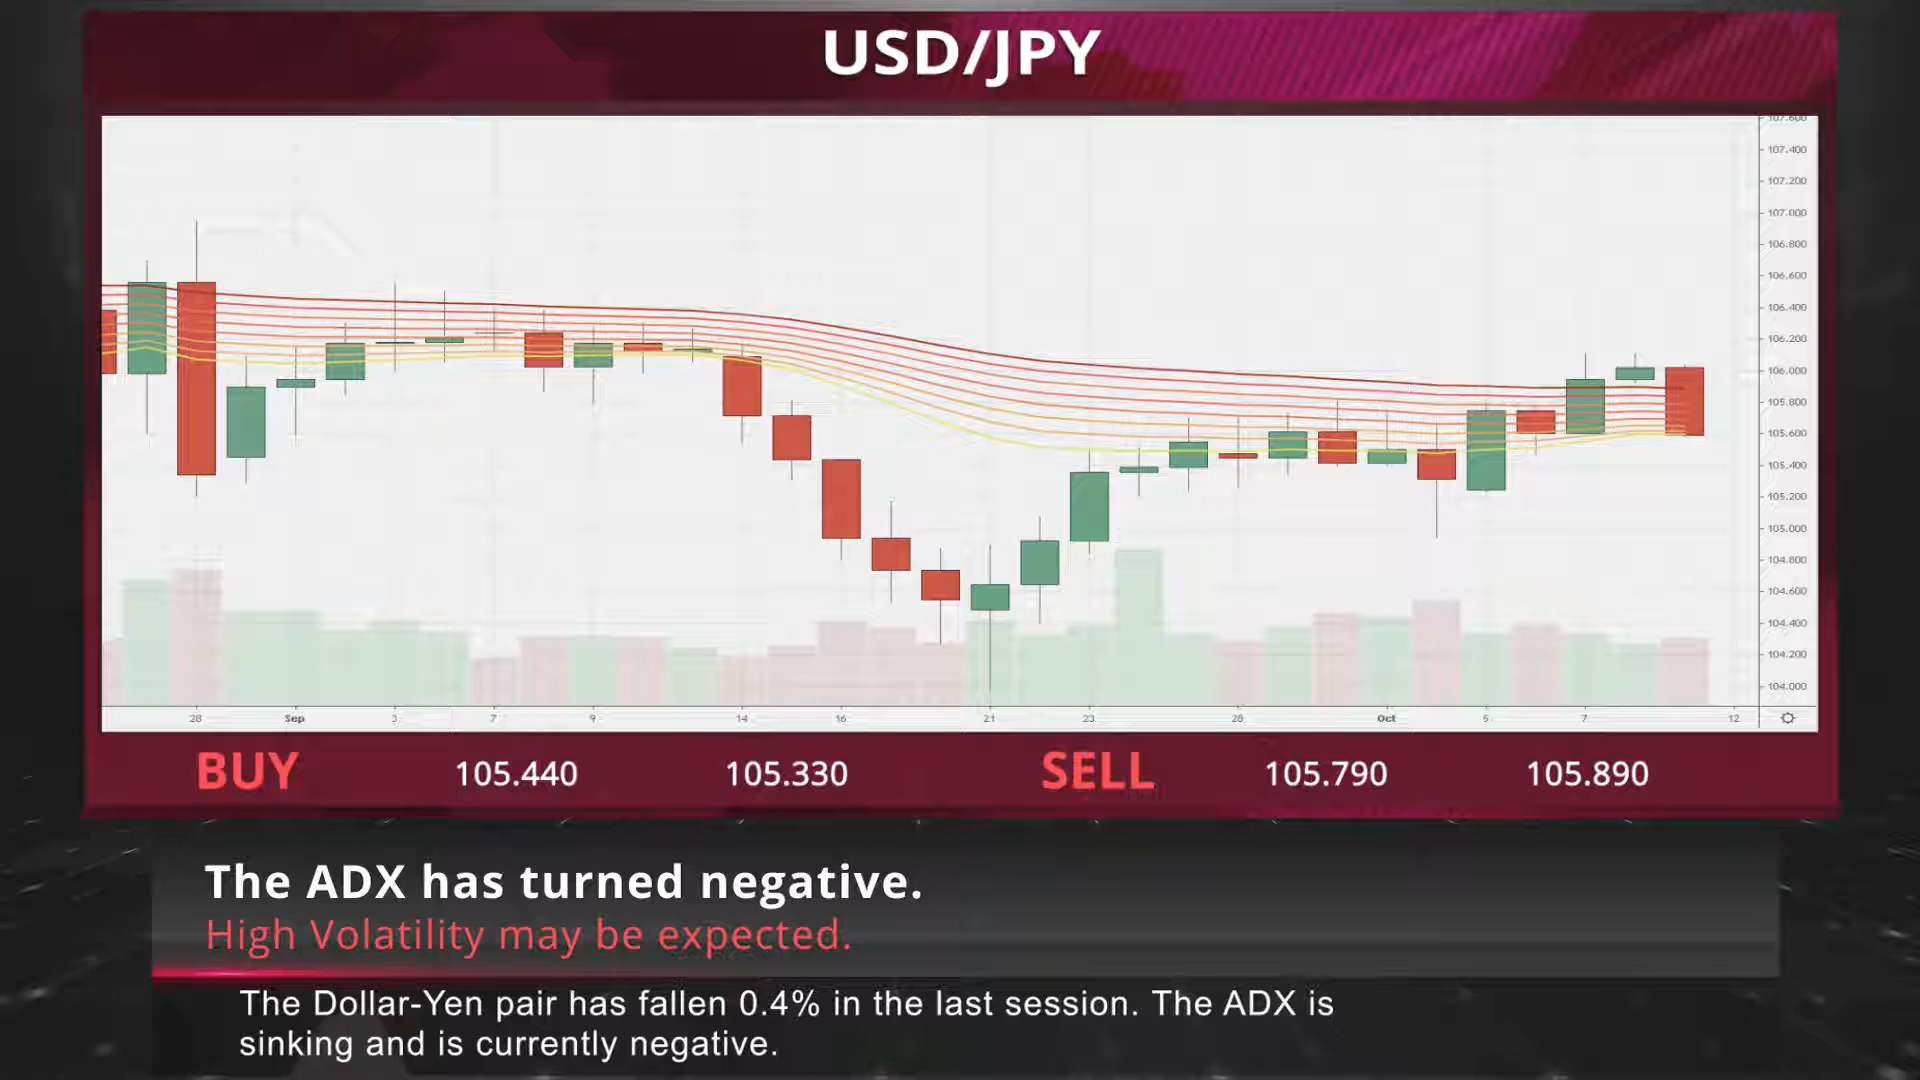 USD/JPY
107.600
107.400
107.200
107.000
106.800
106.600
106.400
106.200
106.000
105.800
105.600
105.400
105.200
105.000
104.800
104.600
104.400
104.200
104.000
28 Sep 3 7 9 14 16 21 23 28 Oct 5 7 12
BUY 105.440 105.330 SELL 105.790 105.890
The ADX has turned negative.
High Volatility may be expected.
The Dollar-Yen pair has fallen 0.4% in the last session. The ADX is
sinking and is currently negative.